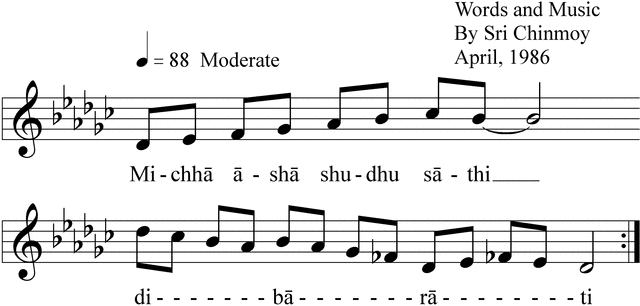 Words and Music
By Sri Chinmoy
April, 1986
= 88 Moderate
Mi - chhā ā - shā shu - dhu sā - thi
di - - - - - - - bā - - - - - - - rā - - - - - - - - ti